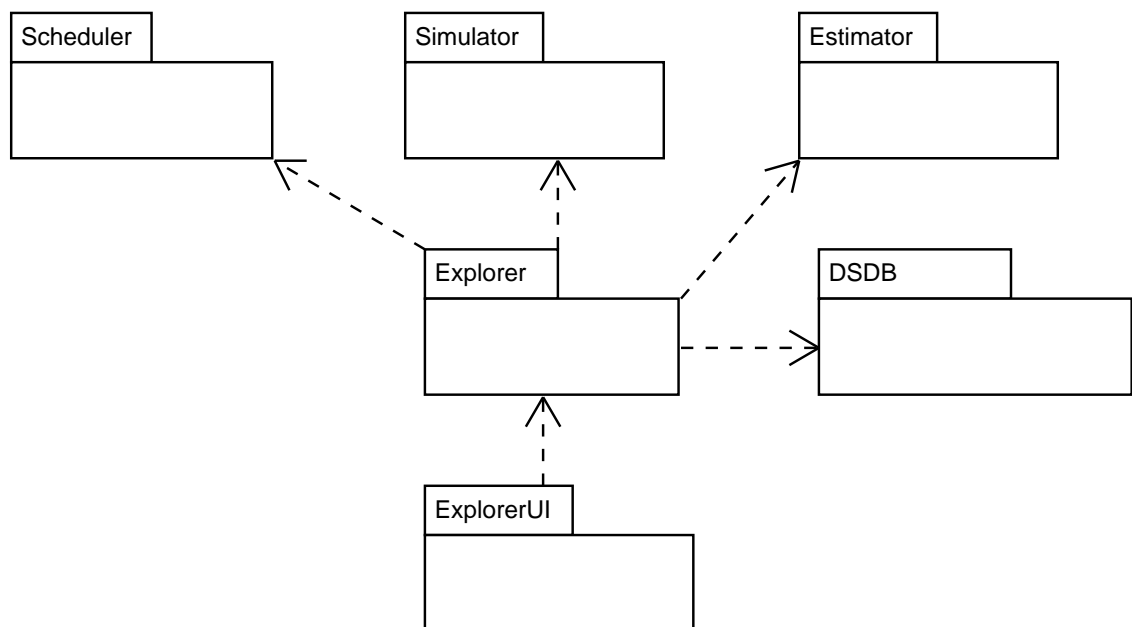 Scheduler
Simulator
Estimator
Explorer
DSDB
ExplorerUI